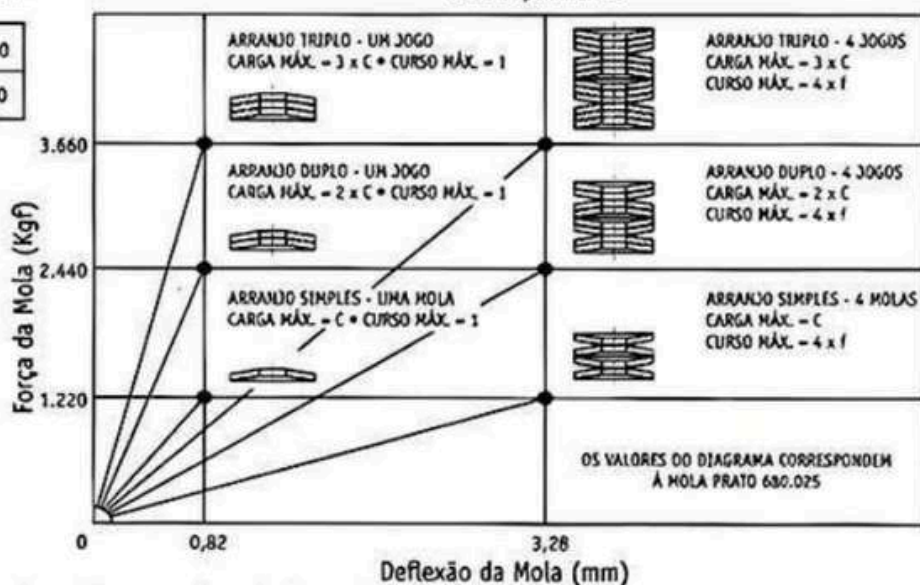 0
0
ARRANJO TRIPLO - UM JOGO
CARGA MÁX. = 3 x C • CURSO MÁX. = 1
ARRANJO TRIPLO - 4 JOGOS
CARGA MÁX. = 3 x C
CURSO MÁX. = 4 x f
3.660
ARRANJO DUPLO - UM JOGO
CARGA MÁX. = 2 x C • CURSO MÁX. = 1
ARRANJO DUPLO - 4 JOGOS
CARGA MÁX. = 2 x C
CURSO MÁX. = 4 x f
2.440
ARRANJO SIMPLES - UMA MOLA
CARGA MÁX. = C • CURSO MÁX. = 1
ARRANJO SIMPLES - 4 MOLAS
CARGA MÁX. = C
CURSO MÁX. = 4 x f
1.220
Força da Mola (Kgf)
OS VALORES DO DIAGRAMA CORRESPONDEM
À MOLA PRATO 680.025
0
0,82
3,28
Deflexão da Mola (mm)